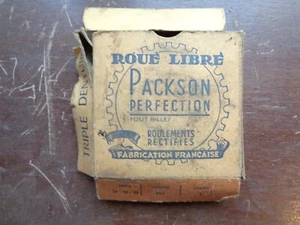 ROUE LIBRE
PACKSON
PERFECTION
TOUT BILLES
ROULEMENTS
RECTIFIÉS
FABRICATION FRANÇAISE
TRIPLE